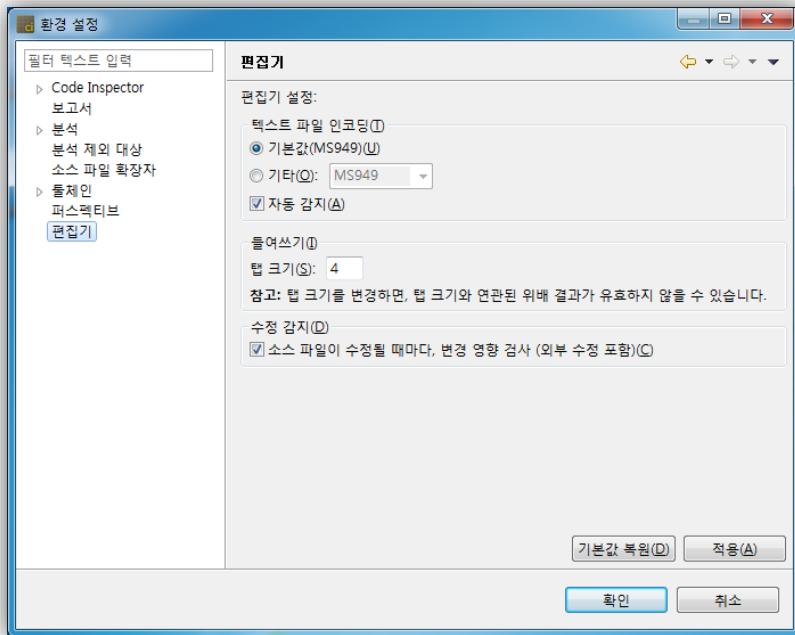 환경 설정
필터 텍스트 입력
Code Inspector
보고서
분석
분석 제외 대상
소스 파일 확장자
툴체인
퍼스펙티브
편집기
편집기
편집기 설정:
텍스트 파일 인코딩(T)
기본값(MS949)(U)
기타(O): MS949
자동 감지(A)
들여쓰기(I)
탭 크기(S): 4
참고: 탭 크기를 변경하면, 탭 크기와 연관된 위배 결과가 유효하지 않을 수 있습니다.
수정 감지(D)
소스 파일이 수정될 때마다, 변경 영향 검사 (외부 수정 포함)(C)
기본값 복원(D) 적용(A)
확인 취소